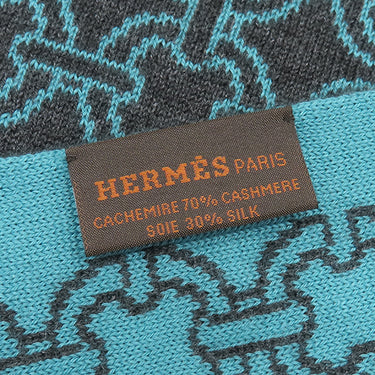 HERMÈS PARIS
CACHEMIRE 70% CASHMERE
SOIE 30% SILK